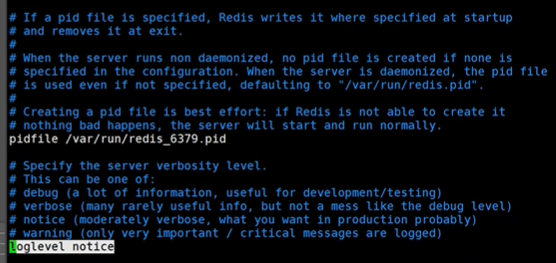 # If a pid file is specified, Redis writes it where specified at startup
# and removes it at exit.
#
# When the server runs non daemonized, no pid file is created if none is
# specified in the configuration. When the server is daemonized, the pid file
# is used even if not specified, defaulting to "/var/run/redis.pid".
#
# Creating a pid file is best effort: if Redis is not able to create it
# nothing bad happens, the server will start and run normally.
pidfile /var/run/redis_6379.pid
# Specify the server verbosity level.
# This can be one of:
# debug (a lot of information, useful for development/testing)
# verbose (many rarely useful info, but not a mess like the debug level)
# notice (moderately verbose, what you want in production probably)
# warning (only very important / critical messages are logged)
loglevel notice